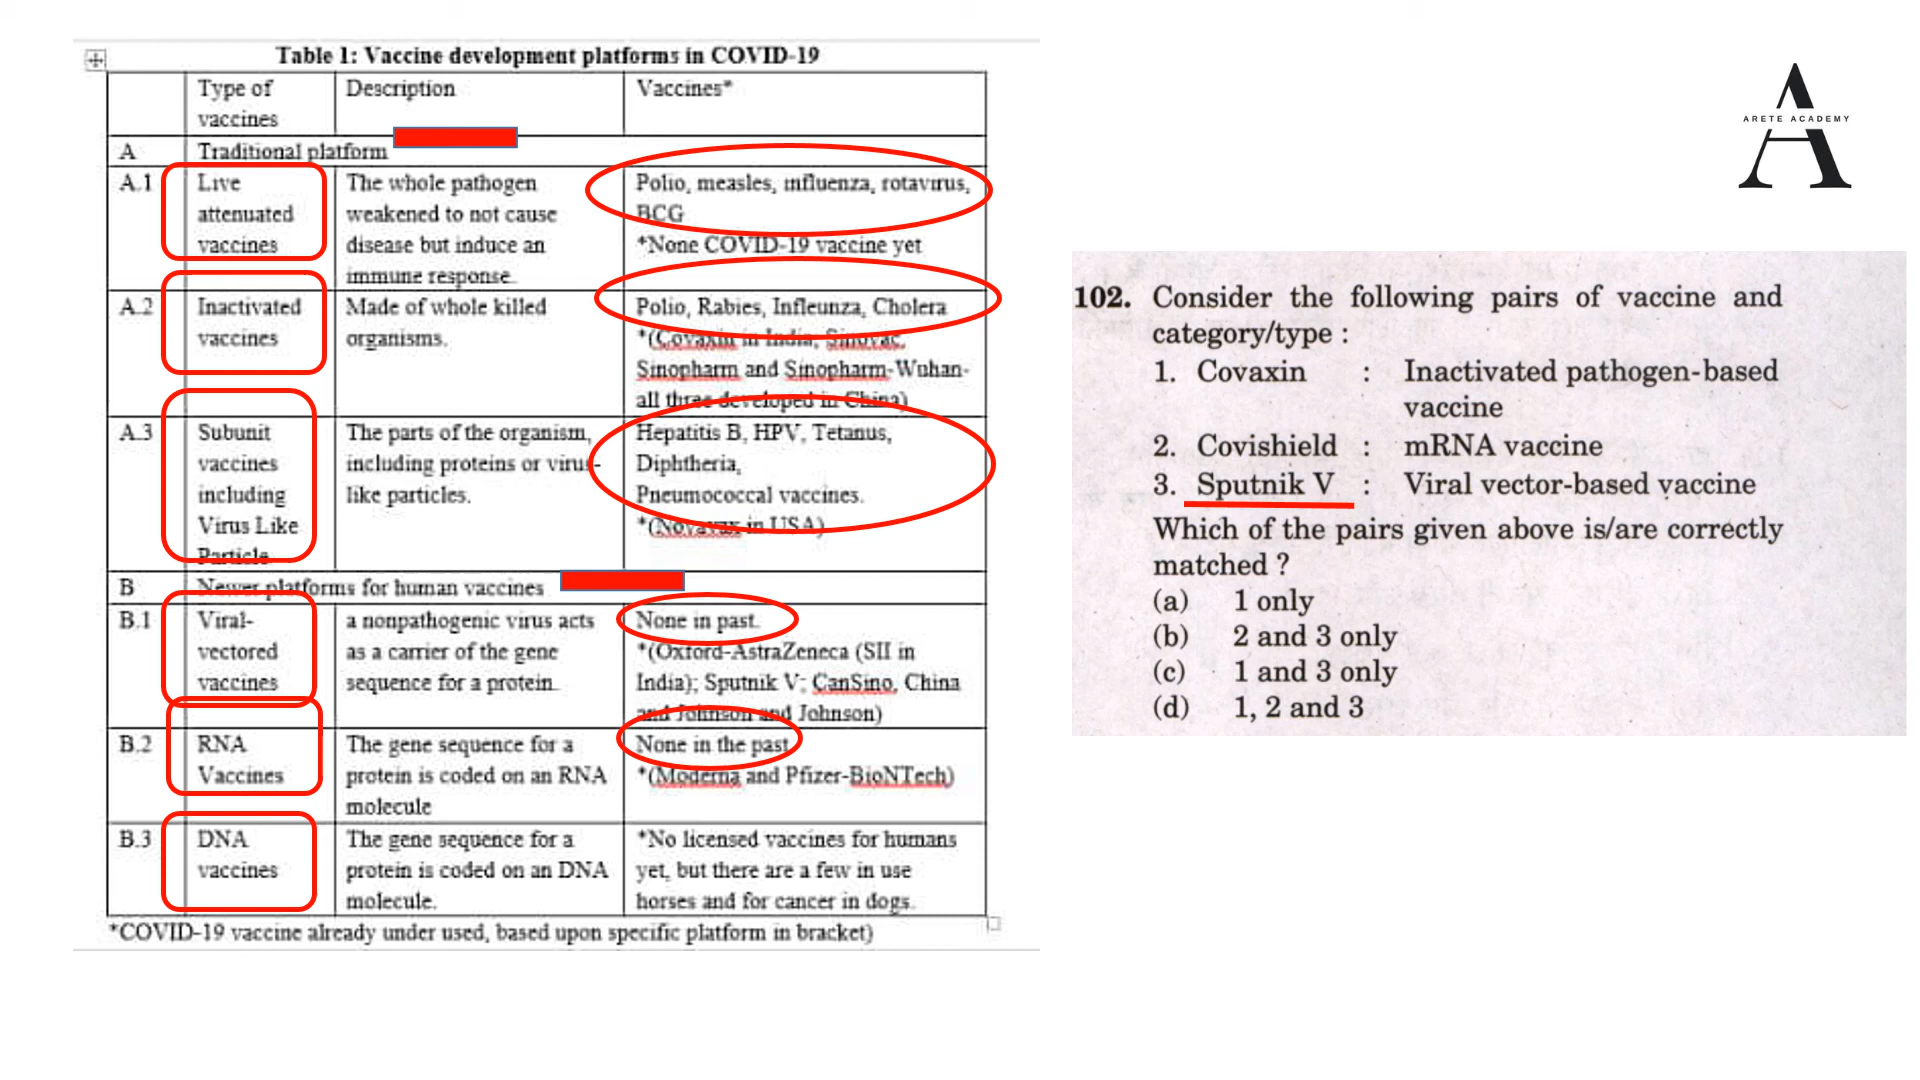 Table 1: Vaccine development platforms in COVID-19
Type of vaccines Description Vaccines*
A Traditional platform
A.1 Live attenuated vaccines The whole pathogen weakened to not cause disease but induce an immune response. Polio, measles, influenza, rotavirus, BCG *None COVID-19 vaccine yet
A.2 Inactivated vaccines Made of whole killed organisms. Polio, Rabies, Infleunza, Cholera *(Covaxin in India, Sinovac, Sinopharm and Sinopharm-Wuhan- all three developed in China)
A.3 Subunit vaccines including Virus Like Particle The parts of the organism, including proteins or virus-like particles. Hepatitis B, HPV, Tetanus, Diphtheria, Pneumococcal vaccines. *(Novavax in USA)
B Newer platforms for human vaccines
B.1 Viral-vectored vaccines a nonpathogenic virus acts as a carrier of the gene sequence for a protein. None in past. *(Oxford-AstraZeneca (SII in India); Sputnik V; CanSino, China and Johnson and Johnson)
B.2 RNA Vaccines The gene sequence for a protein is coded on an RNA molecule None in the past *(Moderna and Pfizer-BioNTech)
B.3 DNA vaccines The gene sequence for a protein is coded on an DNA molecule. *No licensed vaccines for humans yet, but there are a few in use horses and for cancer in dogs.
*COVID-19 vaccine already under used, based upon specific platform in bracket)
ARETE ACADEMY
102. Consider the following pairs of vaccine and
category/type :
1. Covaxin : Inactivated pathogen-based
vaccine
2. Covishield : mRNA vaccine
3. Sputnik V : Viral vector-based vaccine
Which of the pairs given above is/are correctly
matched ?
(a) 1 only
(b) 2 and 3 only
(c) 1 and 3 only
(d) 1, 2 and 3